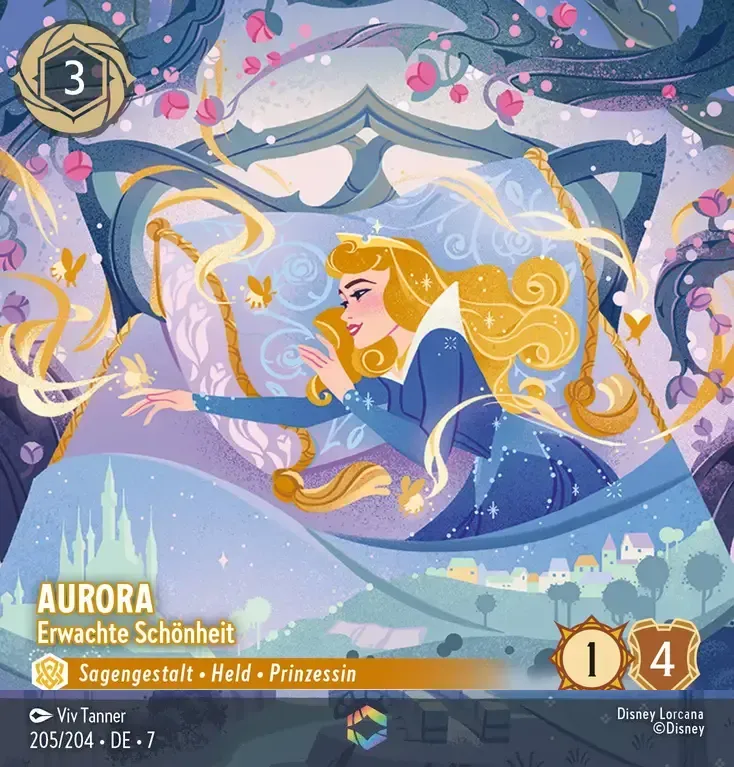 3
AURORA
Erwachte Schönheit
Sagengestalt • Held • Prinzessin
1
4
Viv Tanner
205/204 • DE • 7
Disney Lorcana
©Disney